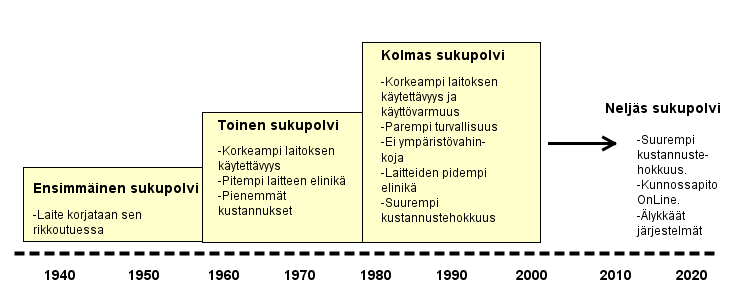 Ensimmäinen sukupolvi
-Laite korjataan sen
rikkoutuessa
Toinen sukupolvi
-Korkeampi laitoksen
käytettävyys
-Pitempi laitteen elinikä
-Pienemmät
kustannukset
Kolmas sukupolvi
-Korkeampi laitoksen
käytettävyys ja
käyttövarmuus
-Parempi turvallisuus
-Ei ympäristövahin-
koja
-Laitteiden pidempi
elinikä
-Suurempi
kustannustehokkuus
Neljäs sukupolvi
-Suurempi
kustannuste-
hokkuus.
-Kunnossapito
OnLine.
-Älykkäät
järjestelmät
1940 1950 1960 1970 1980 1990 2000 2010 2020